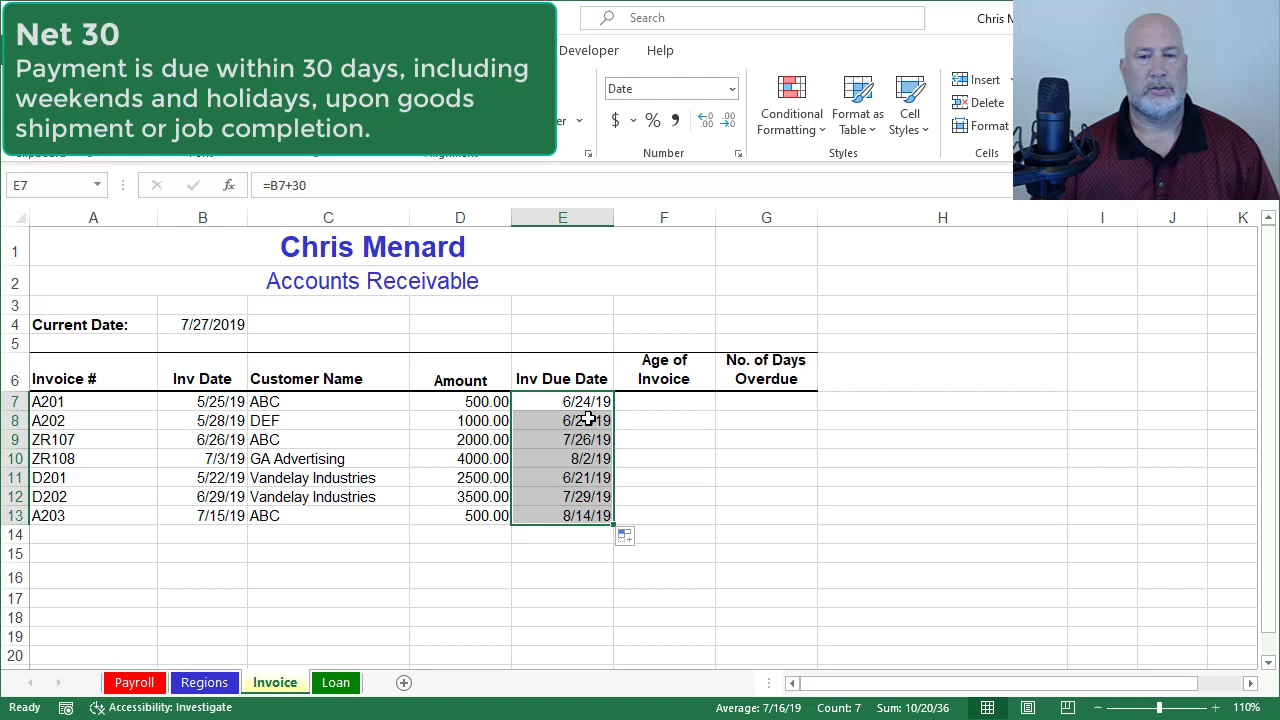 Net 30
Payment is due within 30 days, including
weekends and holidays, upon goods
shipment or job completion.
Search
Chris M
Developer Help
Date
$ % 9 .00
Conditional Formatting
Format as Table
Cell Styles
Insert
Delete
Format
Number
Styles
Cells
E7
fx
=B7+30
A B C D E F G H I J K
1 Chris Menard
2 Accounts Receivable
3
4 Current Date: 7/27/2019
5
6 Invoice # Inv Date Customer Name Amount Inv Due Date Age of Invoice No. of Days Overdue
7 A201 5/25/19 ABC 500.00 6/24/19
8 A202 5/28/19 DEF 1000.00 19
9 ZR107 6/26/19 ABC 2000.00 7/26/19
10 ZR108 7/3/19 GA Advertising 4000.00 8/2/19
11 D201 5/22/19 Vandelay Industries 2500.00 6/21/19
12 D202 6/29/19 Vandelay Industries 3500.00 7/29/19
13 A203 7/15/19 ABC 500.00 8/14/19
14
15
16
17
18
19
20
Payroll Regions Invoice Loan
Ready Accessibility: Investigate Average: 7/16/19 Count: 7 Sum: 10/20/36 110%